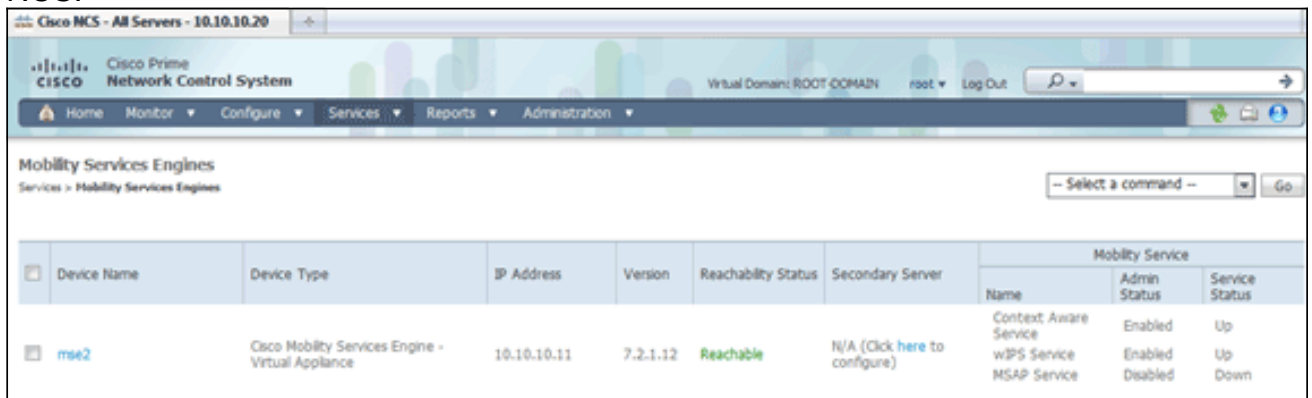 Cisco NCS - All Servers - 10.10.10.20
Cisco Prime
CISCO Network Control System
Virtual Domain: ROOT-DOMAIN root Log Out
Home Monitor Configure Services Reports Administration
Mobility Services Engines
Services > Mobility Services Engines
-- Select a command -- Go
Mobility Service
Device Name Device Type IP Address Version Reachability Status Secondary Server
Name Admin Status Service Status
mse2 Cisco Mobility Services Engine - Virtual Appliance 10.10.10.11 7.2.1.12 Reachable N/A (Click here to configure)
Context Aware Service Enabled Up
wIPS Service Enabled Up
MSAP Service Disabled Down